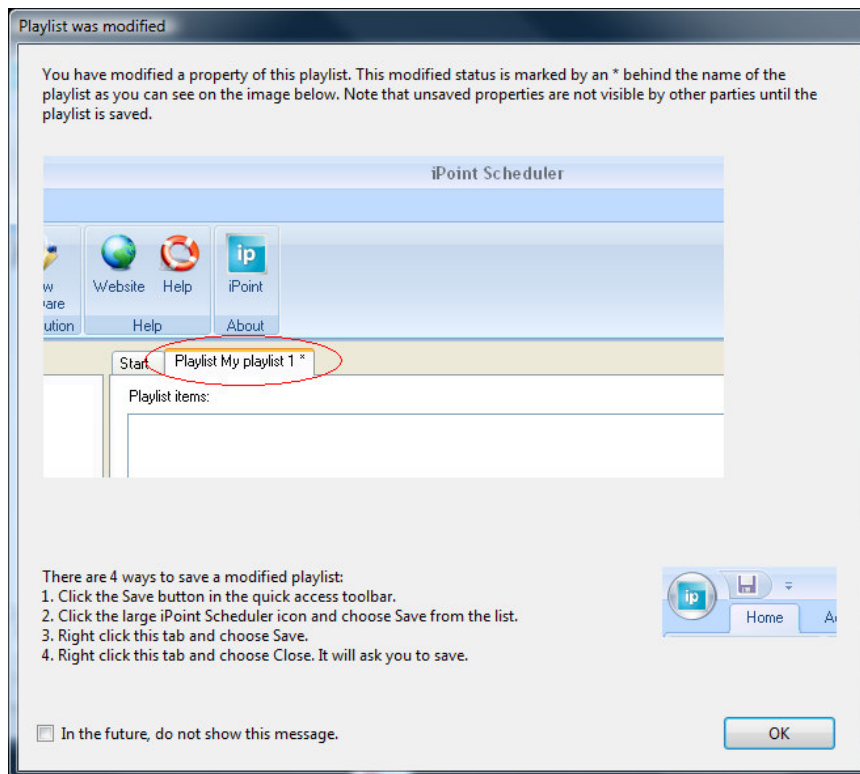 Playlist was modified
You have modified a property of this playlist. This modified status is marked by an * behind the name of the
playlist as you can see on the image below. Note that unsaved properties are not visible by other parties until the
playlist is saved.
iPoint Scheduler
ip
w
Website Help iPoint
are
ution Help About
Start Playlist My playlist 1 *
Playlist items:
There are 4 ways to save a modified playlist:
1. Click the Save button in the quick access toolbar.
2. Click the large iPoint Scheduler icon and choose Save from the list.
3. Right click this tab and choose Save.
4. Right click this tab and choose Close. It will ask you to save.
ip
Home
In the future, do not show this message.
OK